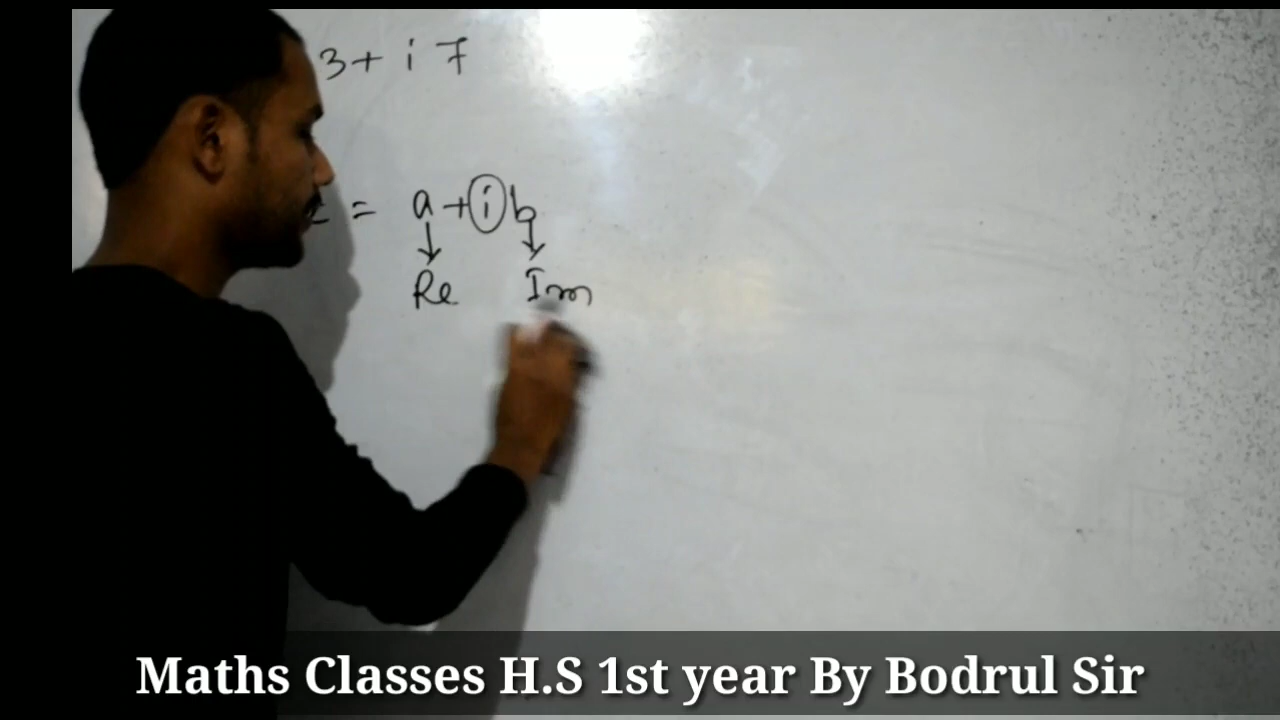 3+ i 7
= a + i b
Re Im
Maths Classes H.S 1st year By Bodrul Sir